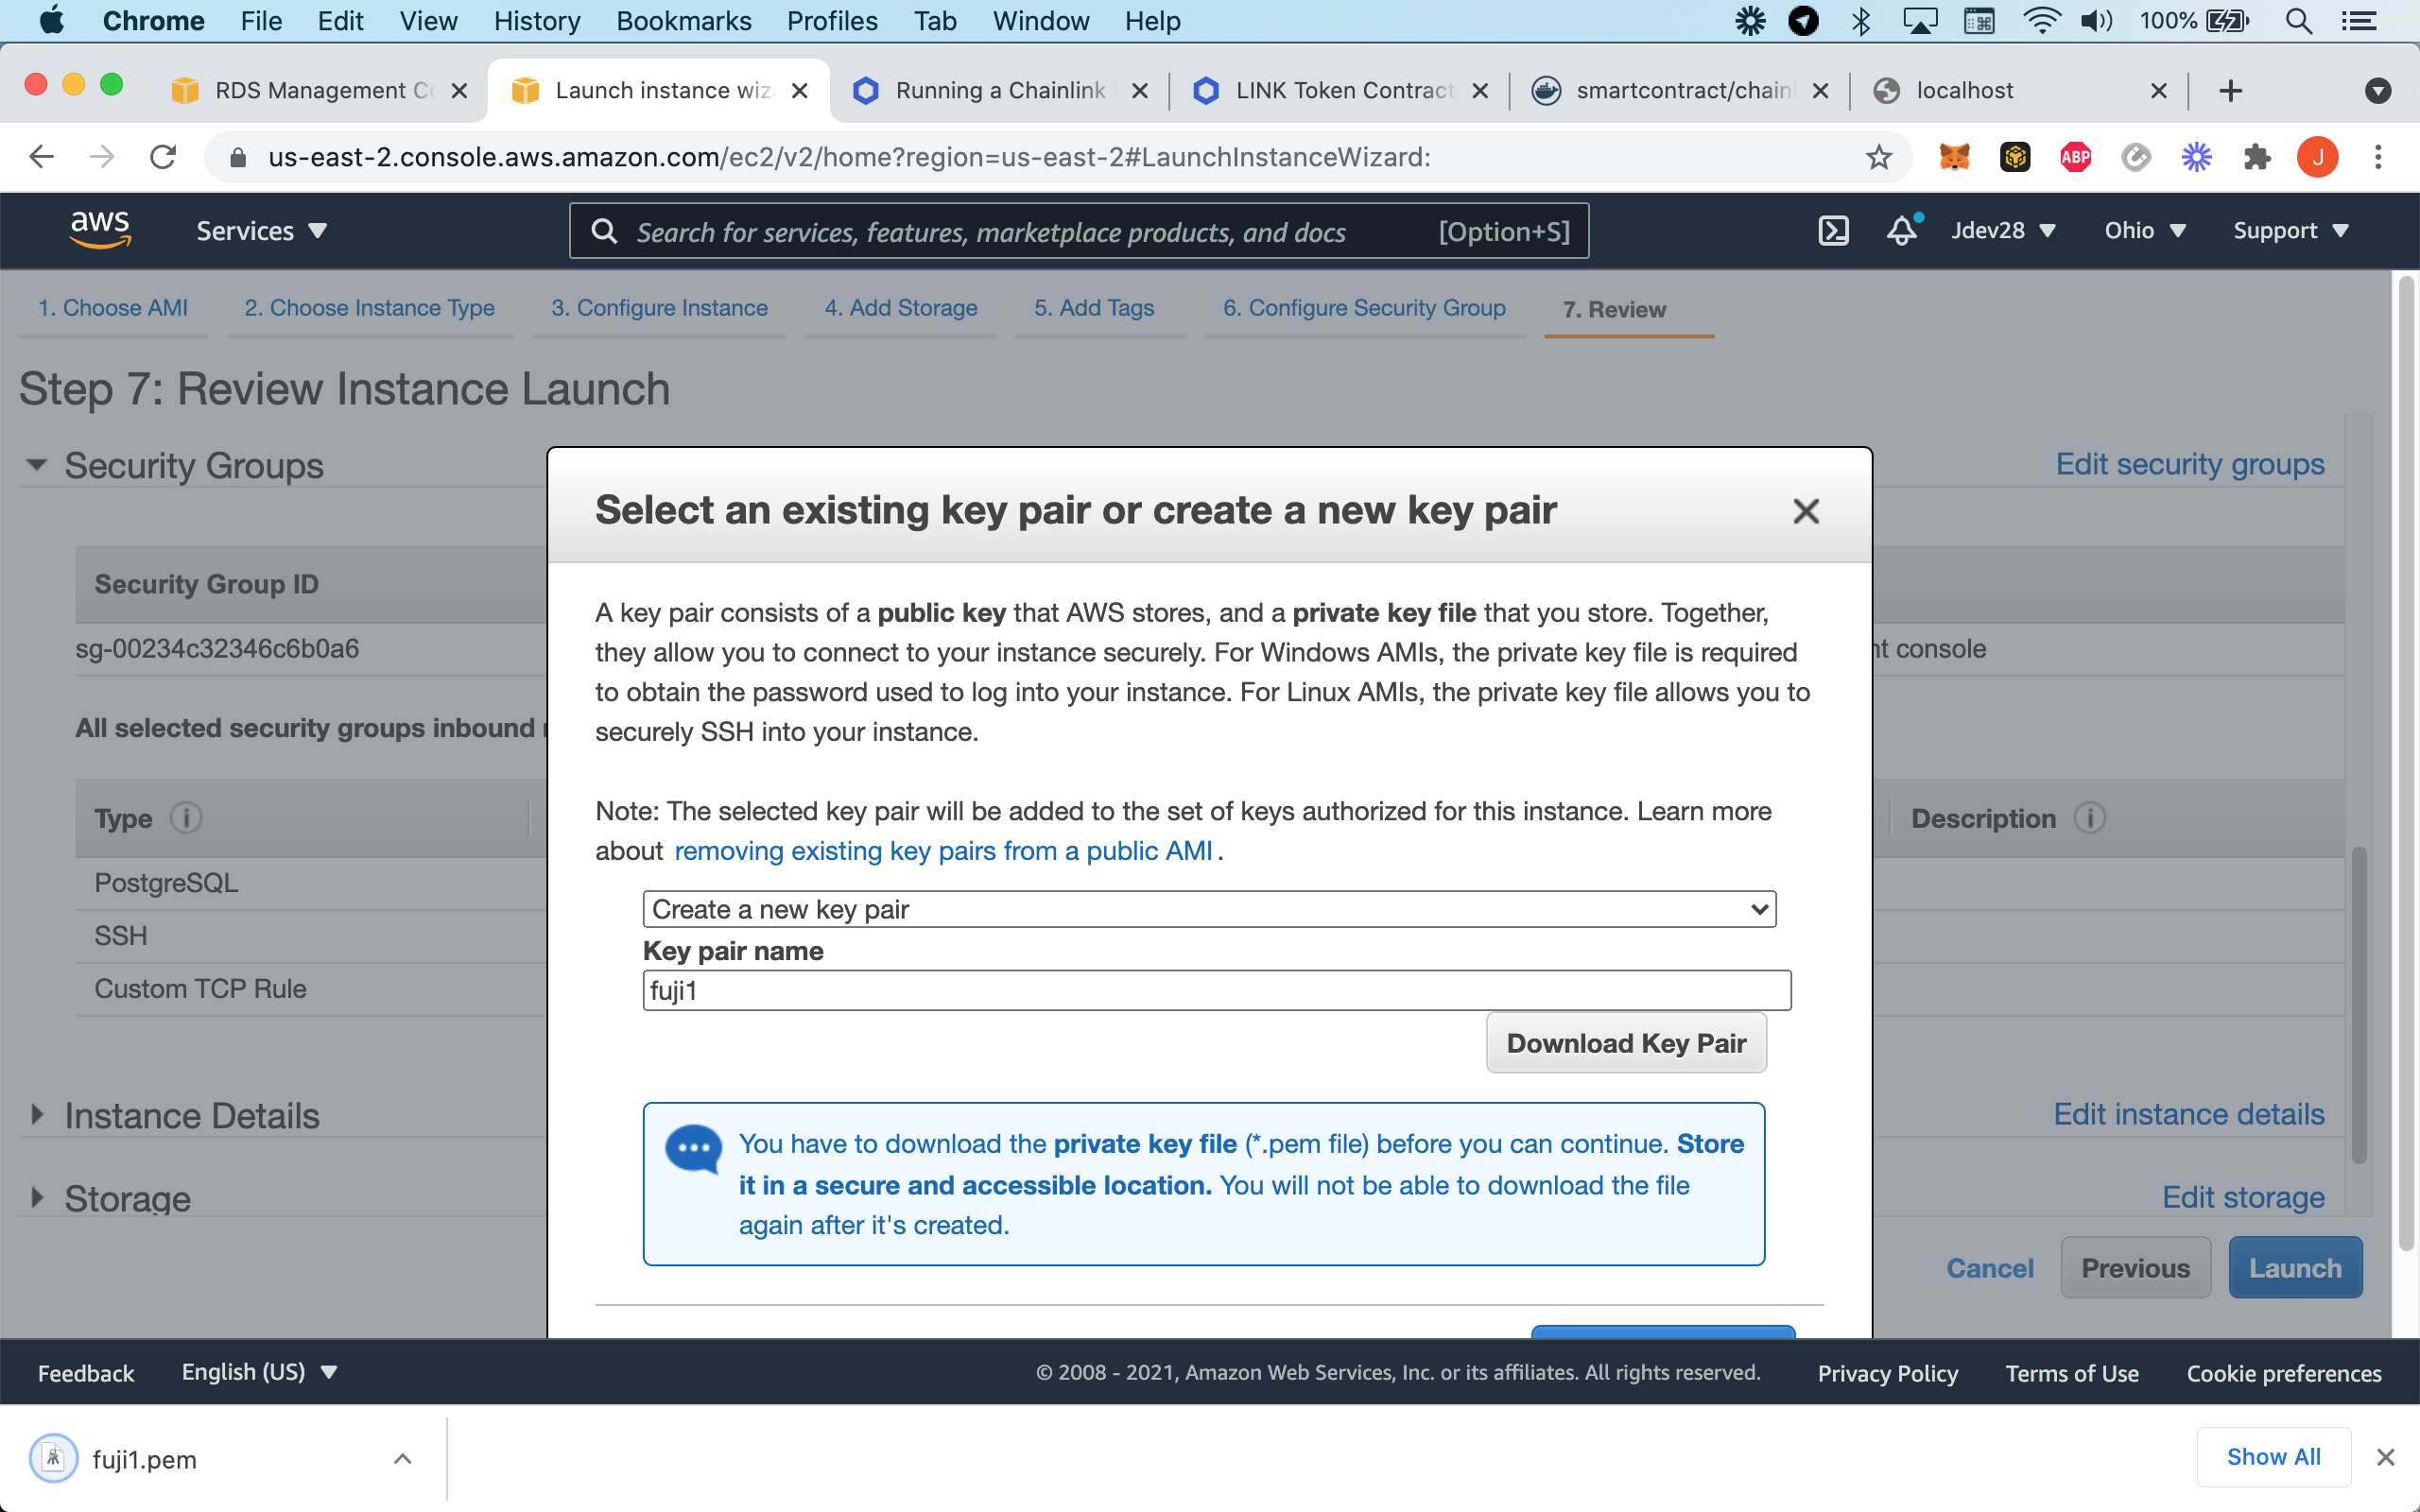 Chrome File Edit View History Bookmarks Profiles Tab Window Help 100%
RDS Management Co Launch instance wiz Running a Chainlink LINK Token Contract smartcontract/chainl localhost
us-east-2.console.aws.amazon.com/ec2/v2/home?region=us-east-2#LaunchInstanceWizard: ABP J
aws Services Search for services, features, marketplace products, and docs [Option+S] Jdev28 Ohio Support
1. Choose AMI 2. Choose Instance Type 3. Configure Instance 4. Add Storage 5. Add Tags 6. Configure Security Group 7. Review
Step 7: Review Instance Launch
Security Groups Edit security groups
Security Group ID
sg-00234c32346c6b0a6 nt console
All selected security groups inbound
Type Description
PostgreSQL
SSH
Custom TCP Rule
Instance Details Edit instance details
Storage Edit storage
Cancel Previous Launch
Select an existing key pair or create a new key pair
A key pair consists of a public key that AWS stores, and a private key file that you store. Together,
they allow you to connect to your instance securely. For Windows AMIs, the private key file is required
to obtain the password used to log into your instance. For Linux AMIs, the private key file allows you to
securely SSH into your instance.
Note: The selected key pair will be added to the set of keys authorized for this instance. Learn more
about removing existing key pairs from a public AMI .
Create a new key pair
Key pair name
fuji1
Download Key Pair
You have to download the private key file (*.pem file) before you can continue. Store
it in a secure and accessible location. You will not be able to download the file
again after it's created.
Feedback English (US) © 2008 - 2021, Amazon Web Services, Inc. or its affiliates. All rights reserved. Privacy Policy Terms of Use Cookie preferences
fuji1.pem Show All